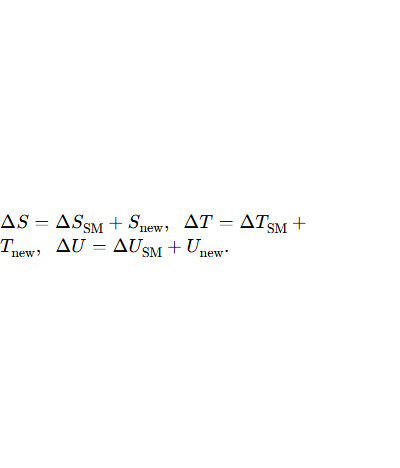 ΔS = ΔS_SM + S_new, ΔT = ΔT_SM +
T_new, ΔU = ΔU_SM + U_new.